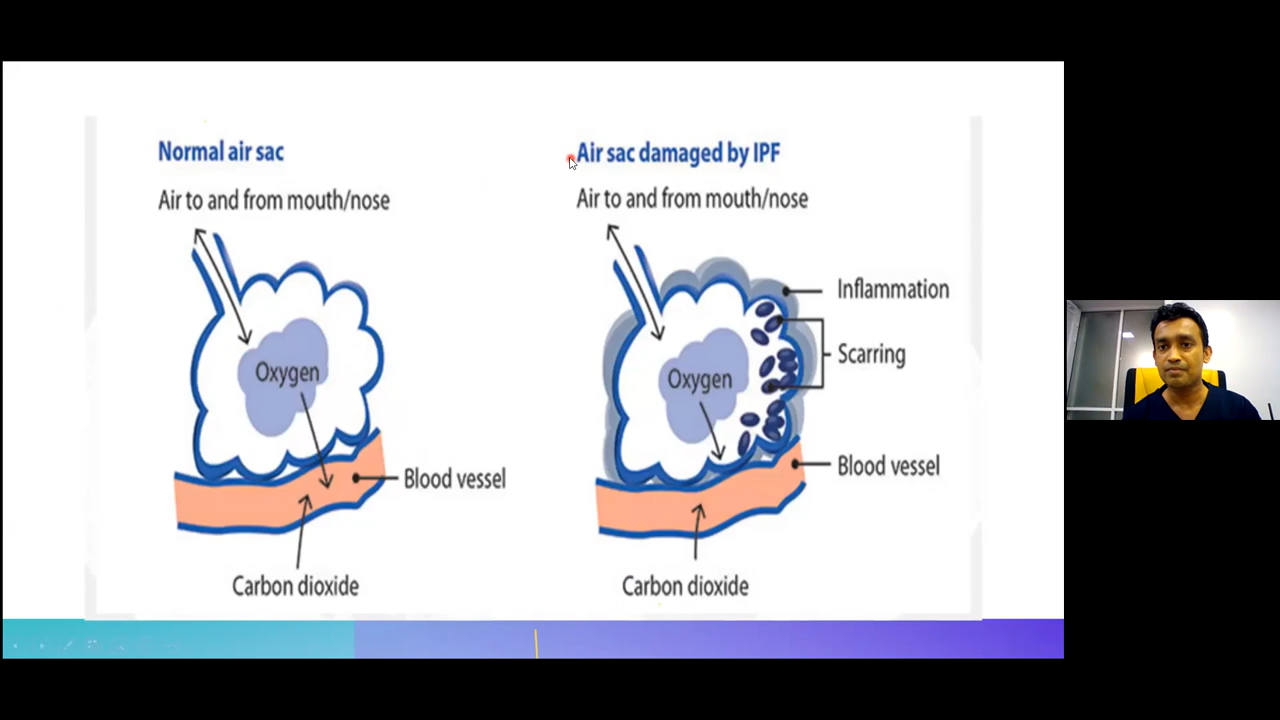 Normal air sac
Air to and from mouth/nose
Oxygen
Blood vessel
Carbon dioxide
Air sac damaged by IPF
Air to and from mouth/nose
Inflammation
Scarring
Oxygen
Blood vessel
Carbon dioxide